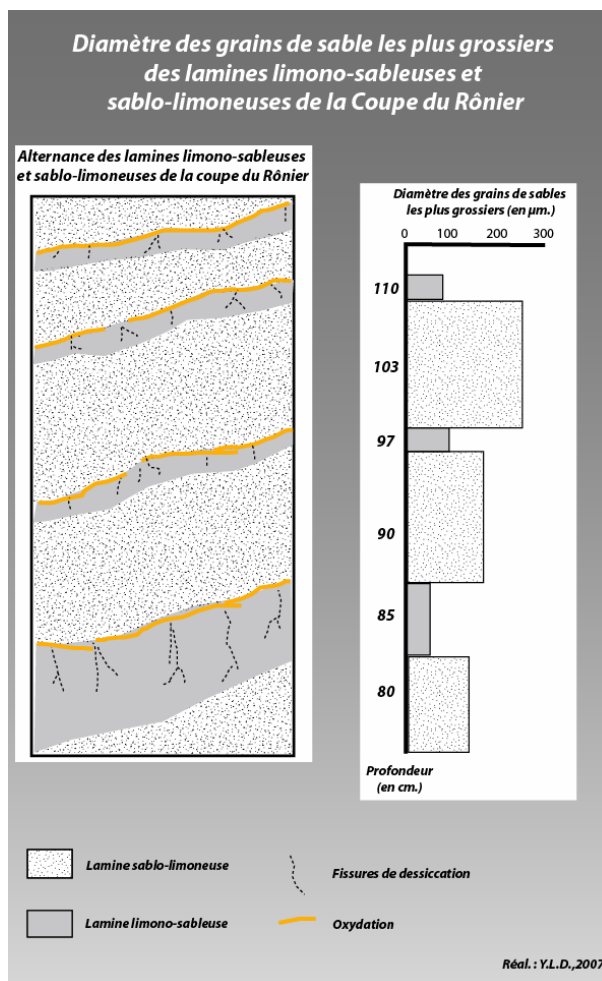 Diamètre des grains de sable les plus grossiers
des lamines limono-sableuses et
sablo-limoneuses de la Coupe du Rônier
Alternance des lamines limono-sableuses
et sablo-limoneuses de la coupe du Rônier
Diamètre des grains de sables
les plus grossiers (en µm.)
0 100 200 300
110
103
97
90
85
80
Profondeur
(en cm.)
Lamine sablo-limoneuse
Fissures de dessiccation
Lamine limono-sableuse
Oxydation
Réal. : Y.L.D.,2007